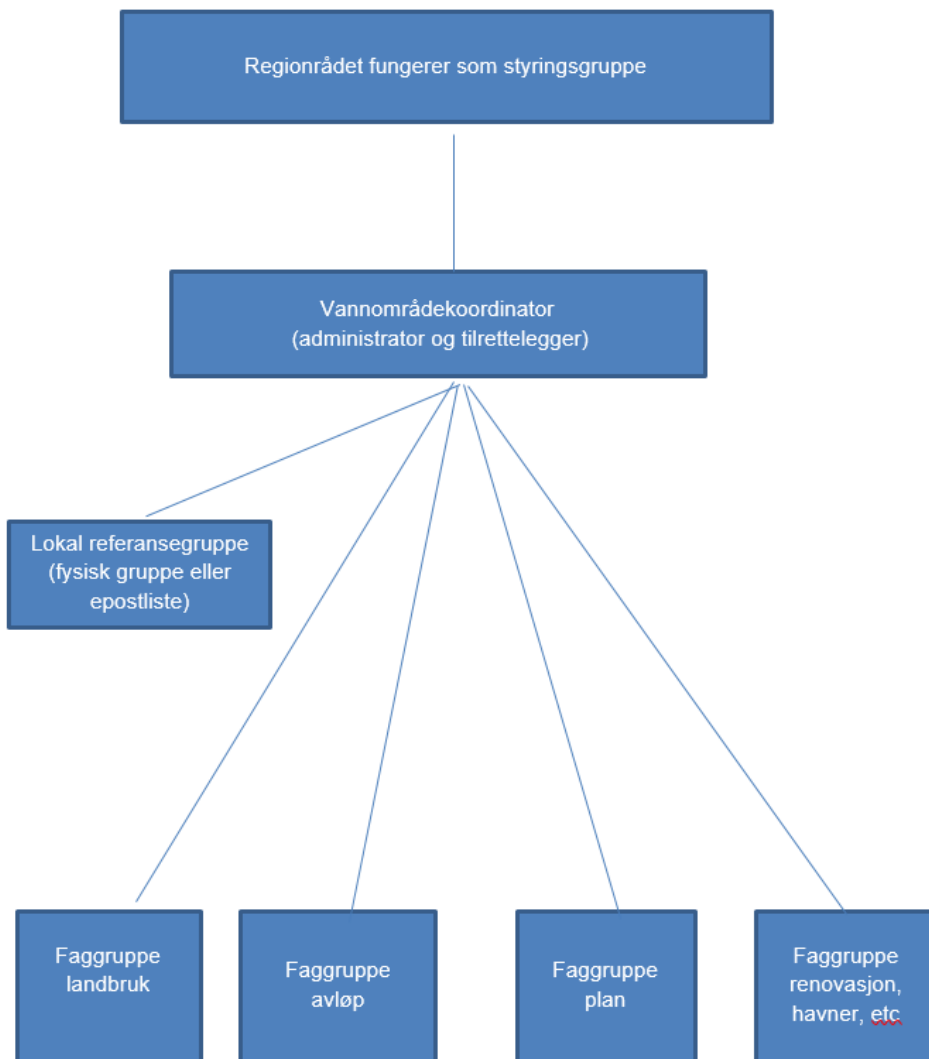 Regionrådet fungerer som styringsgruppe
Vannområdekoordinator
(administrator og tilrettelegger)
Lokal referansegruppe
(fysisk gruppe eller
epostliste)
Faggruppe
landbruk
Faggruppe
avløp
Faggruppe
plan
Faggruppe
renovasjon,
havner, etc